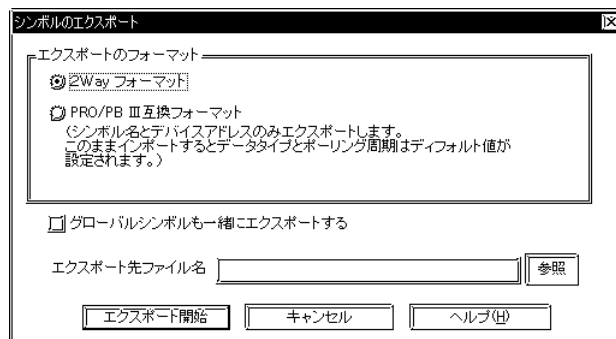 シンボルのエクスポート
エクスポートのフォーマット
2Way フォーマット
PRO/PB Ⅲ互換フォーマット
(シンボル名とデバイスアドレスのみエクスポートします。
このままインポートするとデータタイプとポーリング周期はディフォルト値が
設定されます。)
グローバルシンボルも一緒にエクスポートする
エクスポート先ファイル名
参照
エクスポート開始
キャンセル
ヘルプ(H)